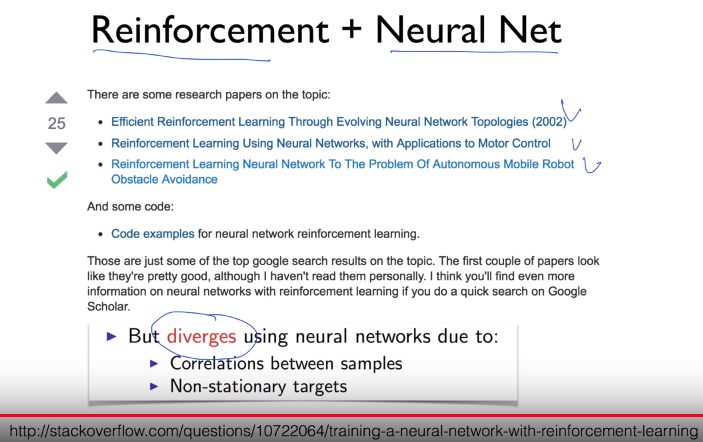 Reinforcement + Neural Net
There are some research papers on the topic:
25
• Efficient Reinforcement Learning Through Evolving Neural Network Topologies (2002)
• Reinforcement Learning Using Neural Networks, with Applications to Motor Control
• Reinforcement Learning Neural Network To The Problem Of Autonomous Mobile Robot
Obstacle Avoidance
And some code:
• Code examples for neural network reinforcement learning.
Those are just some of the top google search results on the topic. The first couple of papers look
like they're pretty good, although I haven't read them personally. I think you'll find even more
information on neural networks with reinforcement learning if you do a quick search on Google
Scholar.
▶ But diverges using neural networks due to:
▶ Correlations between samples
▶ Non-stationary targets
http://stackoverflow.com/questions/10722064/training-a-neural-network-with-reinforcement-learning